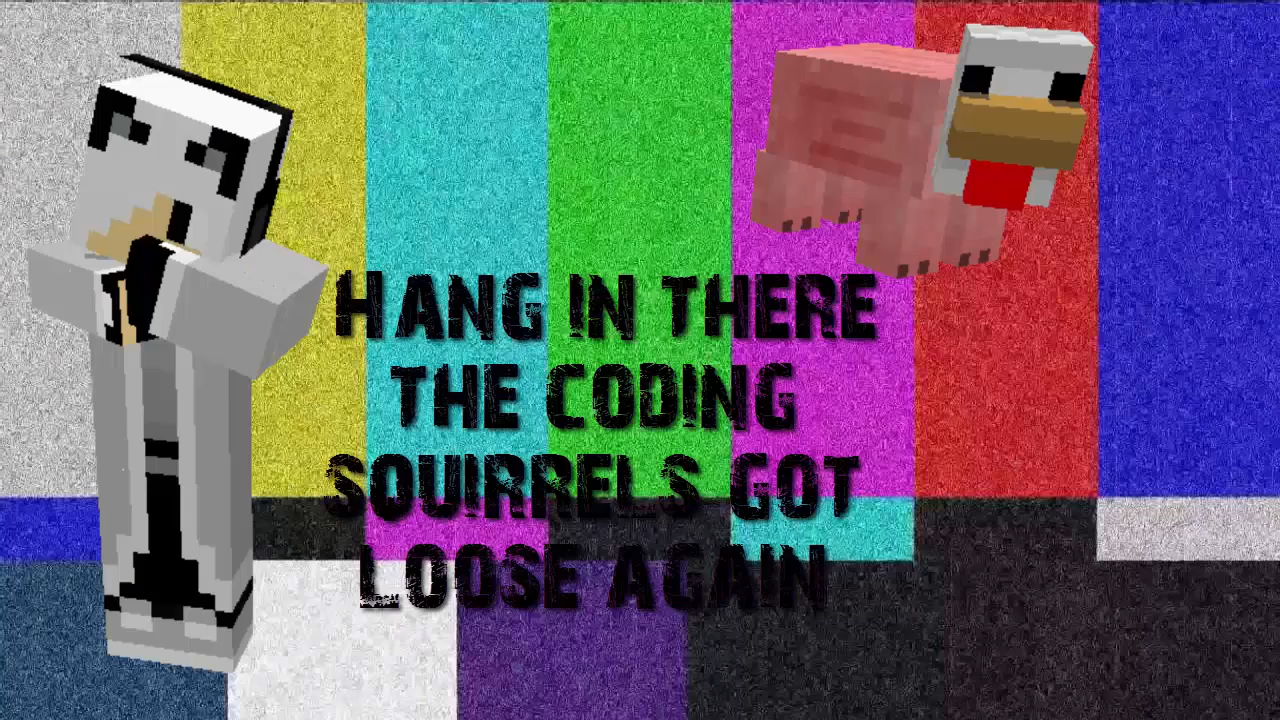 HANG IN THERE
THE CODING
SQUIRRELS GOT
LOOSE AGAIN